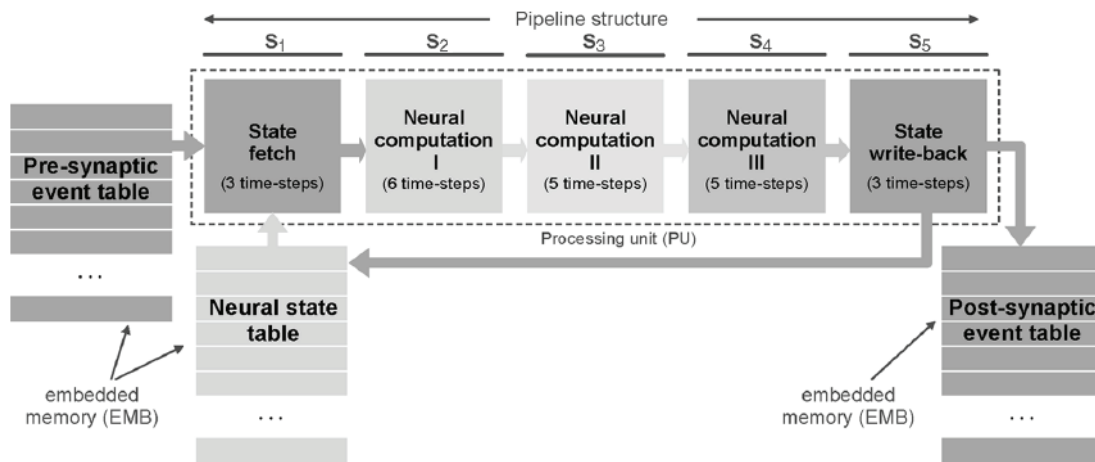 Pipeline structure
S1
S2
S3
S4
S5
Pre-synaptic
event table
...
State
fetch
(3 time-steps)
Neural
computation
I
(6 time-steps)
Neural
computation
II
(5 time-steps)
Neural
computation
III
(5 time-steps)
State
write-back
(3 time-steps)
Processing unit (PU)
Neural state
table
...
Post-synaptic
event table
...
embedded
memory (EMB)
embedded
memory (EMB)